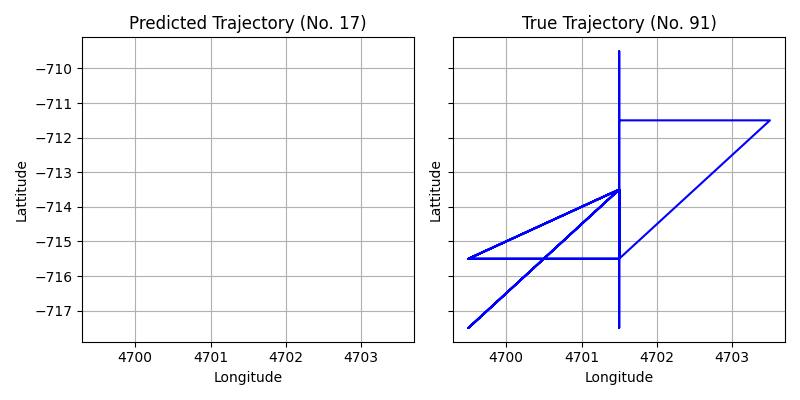 Predicted Trajectory (No. 17)
True Trajectory (No. 91)
−710
−711
−712
−713
−714
−715
−716
−717
Lattitude
Lattitude
4700 4701 4702 4703
4700 4701 4702 4703
Longitude
Longitude